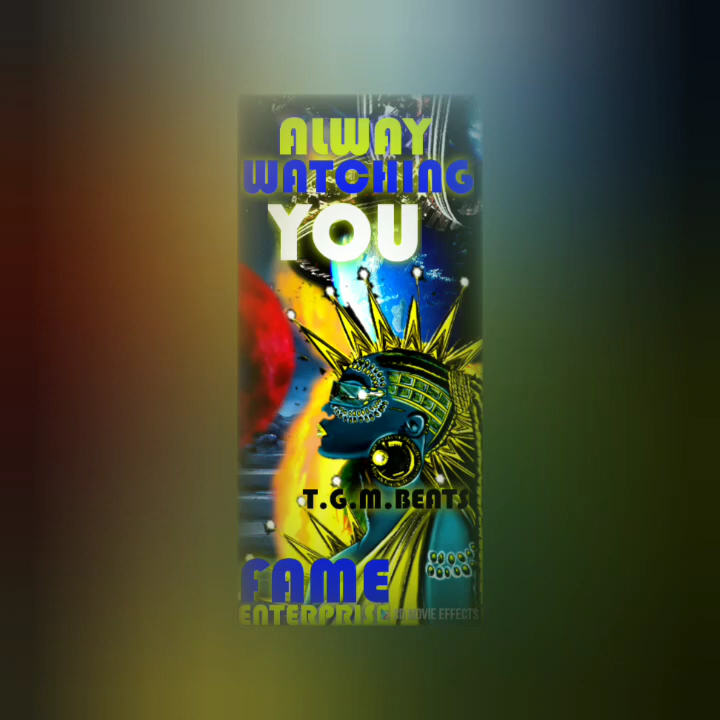 ALWAY
WATCHING
YOU
T.G.M.BEATS
FAME
ENTERPRISE
MOVIE EFFECTS